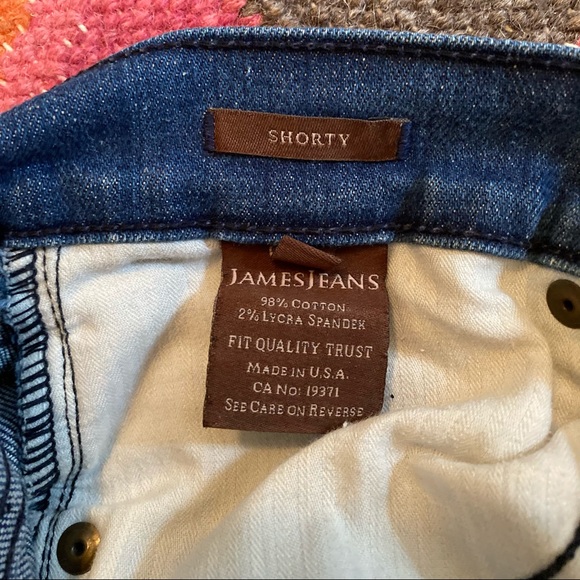 SHORTY
JAMESJEANS
98% COTTON
2% LYCRA SPANDEX
FIT QUALITY TRUST
MADE IN U.S.A.
CA NO: 19371
SEE CARE ON REVERSE